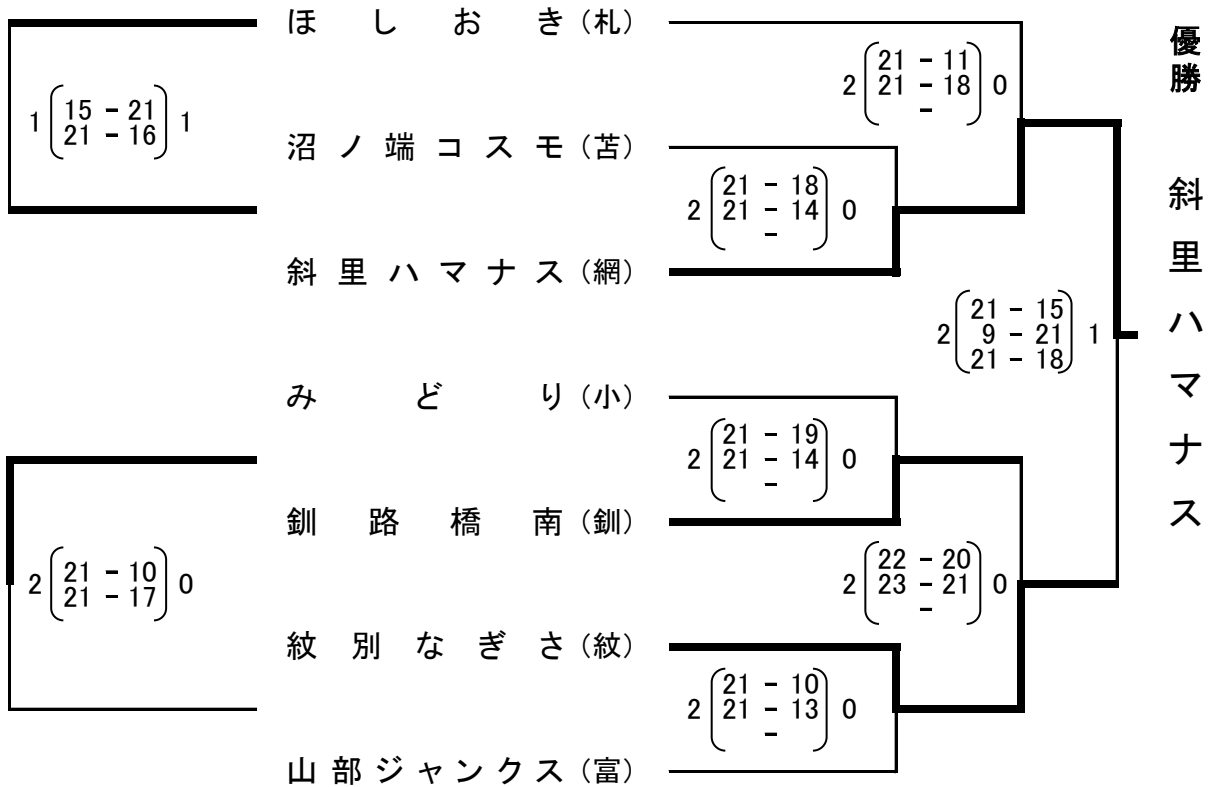 ほしおき（札）
2 21 - 11 0
21 - 18
-
1 15 - 21 1
21 - 16
沼ノ端コスモ（苫）
2 21 - 18 0
21 - 14
-
斜里ハマナス（網）
2 21 - 15 1
9 - 21
21 - 18
みどり（小）
2 21 - 19 0
21 - 14
-
釧路橋南（釧）
2 21 - 10 0
21 - 17
2 22 - 20 0
23 - 21
-
紋別なぎさ（紋）
2 21 - 10 0
21 - 13
-
山部ジャンクス（富）
優勝 斜里ハマナス